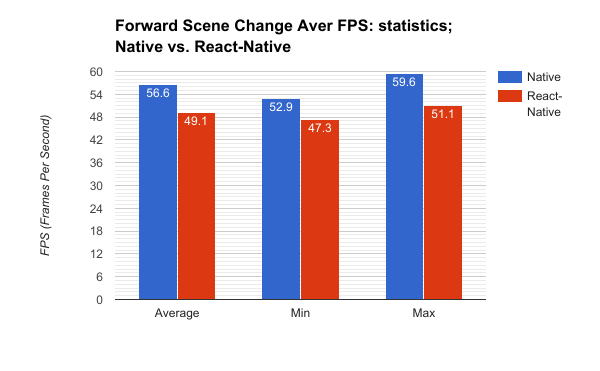 Forward Scene Change Aver FPS: statistics;
Native vs. React-Native
FPS (Frames Per Second)
60
54
48
42
36
30
24
18
12
6
0
56.6
49.1
52.9
47.3
59.6
51.1
Average
Min
Max
Native
React-
Native